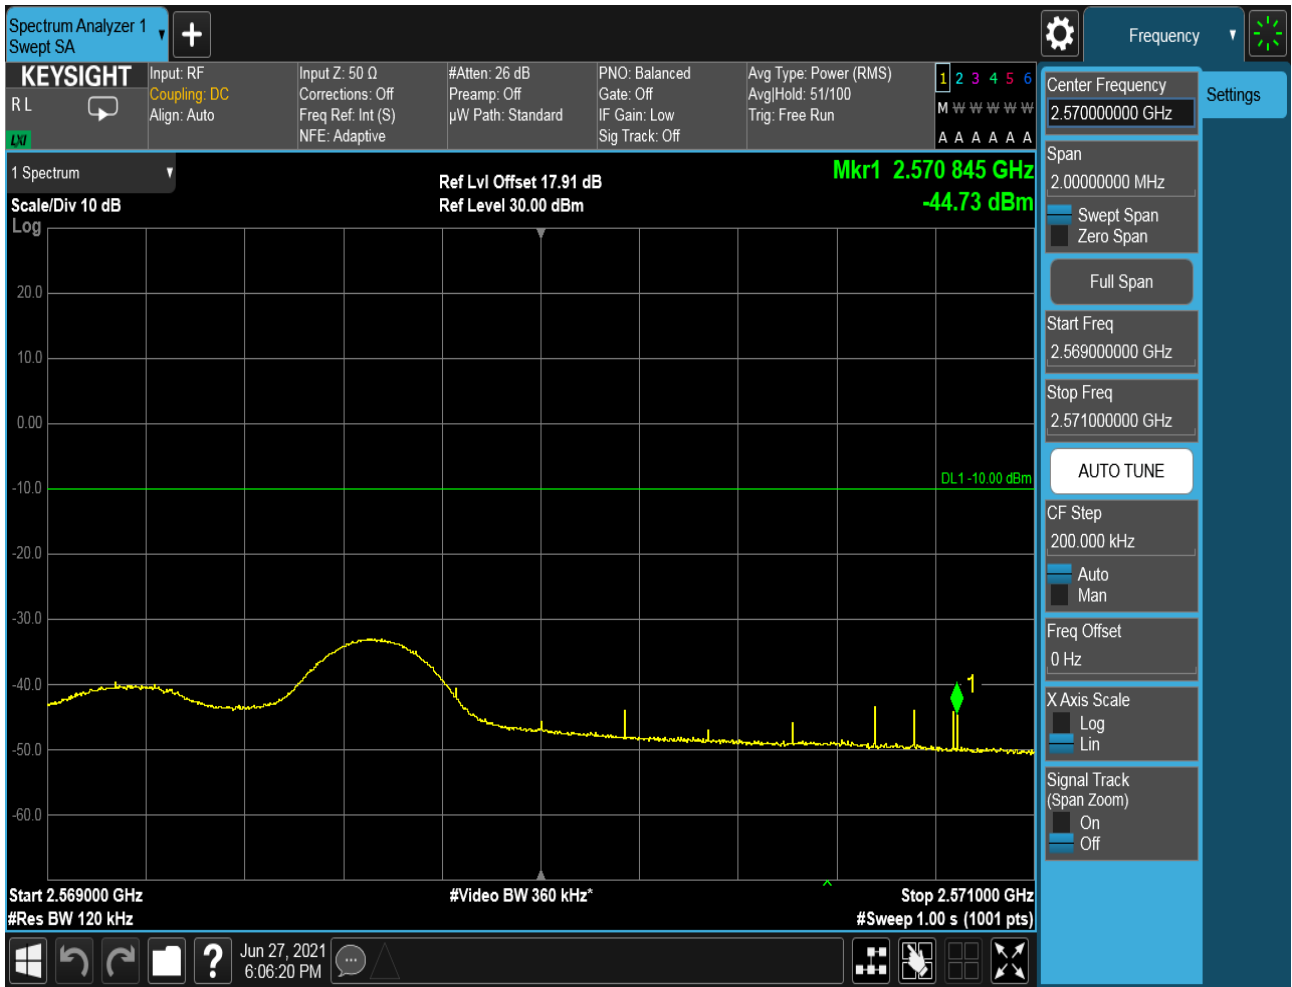 Spectrum Analyzer 1
Swept SA
+
Frequency
KEYSIGHT
R L
LXI
Input: RF
Coupling: DC
Align: Auto
Input Z: 50 Ω
Corrections: Off
Freq Ref: Int (S)
NFE: Adaptive
#Atten: 26 dB
Preamp: Off
µW Path: Standard
PNO: Balanced
Gate: Off
IF Gain: Low
Sig Track: Off
Avg Type: Power (RMS)
Avg|Hold: 51/100
Trig: Free Run
1 2 3 4 5 6
M W W W W W
A A A A A A
1 Spectrum
Scale/Div 10 dB
Log
Ref Lvl Offset 17.91 dB
Ref Level 30.00 dBm
Mkr1 2.570 845 GHz
-44.73 dBm
20.0
10.0
0.00
-10.0
-20.0
-30.0
-40.0
-50.0
-60.0
DL1 -10.00 dBm
1
Start 2.569000 GHz
#Res BW 120 kHz
#Video BW 360 kHz*
Stop 2.571000 GHz
#Sweep 1.00 s (1001 pts)
Center Frequency
2.570000000 GHz
Settings
Span
2.00000000 MHz
Swept Span
Zero Span
Full Span
Start Freq
2.569000000 GHz
Stop Freq
2.571000000 GHz
AUTO TUNE
CF Step
200.000 kHz
Auto
Man
Freq Offset
0 Hz
X Axis Scale
Log
Lin
Signal Track
(Span Zoom)
On
Off
?
Jun 27, 2021
6:06:20 PM